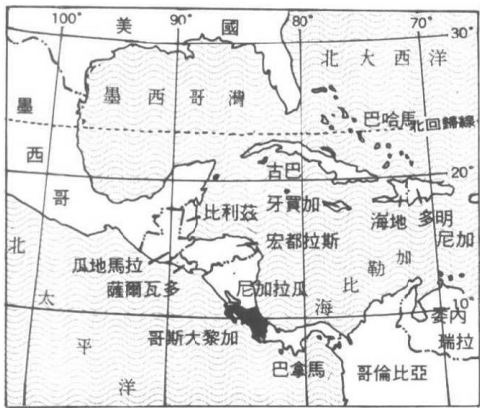 100°
美
90°
國
80°
70°
30°
北大西洋
墨西哥灣
巴哈馬
北回歸線
墨西哥
古巴
20°
比利茲
牙買加
海地
多明尼加
宏都拉斯
瓜地馬拉
薩爾瓦多
尼加拉瓜
加勒比海
10°
委內瑞拉
哥斯大黎加
巴拿馬
哥倫比亞
北太平洋